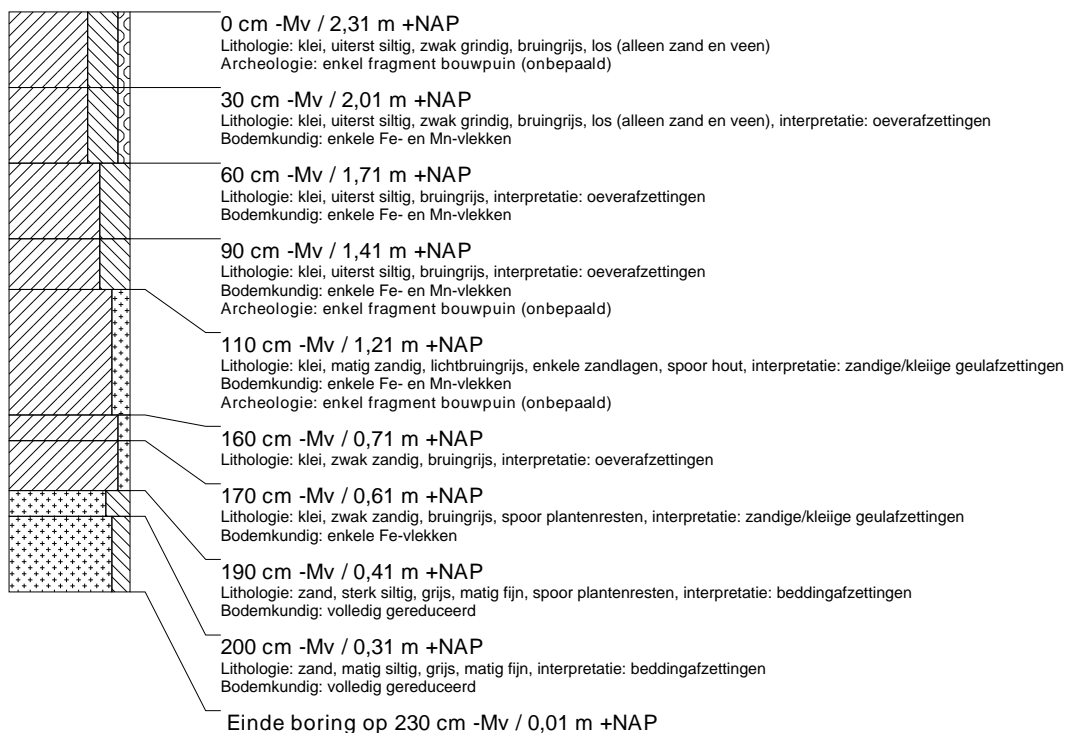 0 cm -Mv / 2,31 m +NAP
Lithologie: klei, uiterst siltig, zwak grindig, bruingrijs, los (alleen zand en veen)
Archeologie: enkel fragment bouwpuin (onbepaald)
30 cm -Mv / 2,01 m +NAP
Lithologie: klei, uiterst siltig, zwak grindig, bruingrijs, los (alleen zand en veen), interpretatie: oeverafzettingen
Bodemkundig: enkele Fe- en Mn-vlekken
60 cm -Mv / 1,71 m +NAP
Lithologie: klei, uiterst siltig, bruingrijs, interpretatie: oeverafzettingen
Bodemkundig: enkele Fe- en Mn-vlekken
90 cm -Mv / 1,41 m +NAP
Lithologie: klei, uiterst siltig, bruingrijs, interpretatie: oeverafzettingen
Bodemkundig: enkele Fe- en Mn-vlekken
Archeologie: enkel fragment bouwpuin (onbepaald)
110 cm -Mv / 1,21 m +NAP
Lithologie: klei, matig zandig, lichtbruingrijs, enkele zandlagen, spoor hout, interpretatie: zandige/kleiige geulafzettingen
Bodemkundig: enkele Fe- en Mn-vlekken
Archeologie: enkel fragment bouwpuin (onbepaald)
160 cm -Mv / 0,71 m +NAP
Lithologie: klei, zwak zandig, bruingrijs, interpretatie: oeverafzettingen
170 cm -Mv / 0,61 m +NAP
Lithologie: klei, zwak zandig, bruingrijs, spoor plantenresten, interpretatie: zandige/kleiige geulafzettingen
Bodemkundig: enkele Fe-vlekken
190 cm -Mv / 0,41 m +NAP
Lithologie: zand, sterk siltig, grijs, matig fijn, spoor plantenresten, interpretatie: beddingafzettingen
Bodemkundig: volledig gereduceerd
200 cm -Mv / 0,31 m +NAP
Lithologie: zand, matig siltig, grijs, matig fijn, interpretatie: beddingafzettingen
Bodemkundig: volledig gereduceerd
Einde boring op 230 cm -Mv / 0,01 m +NAP